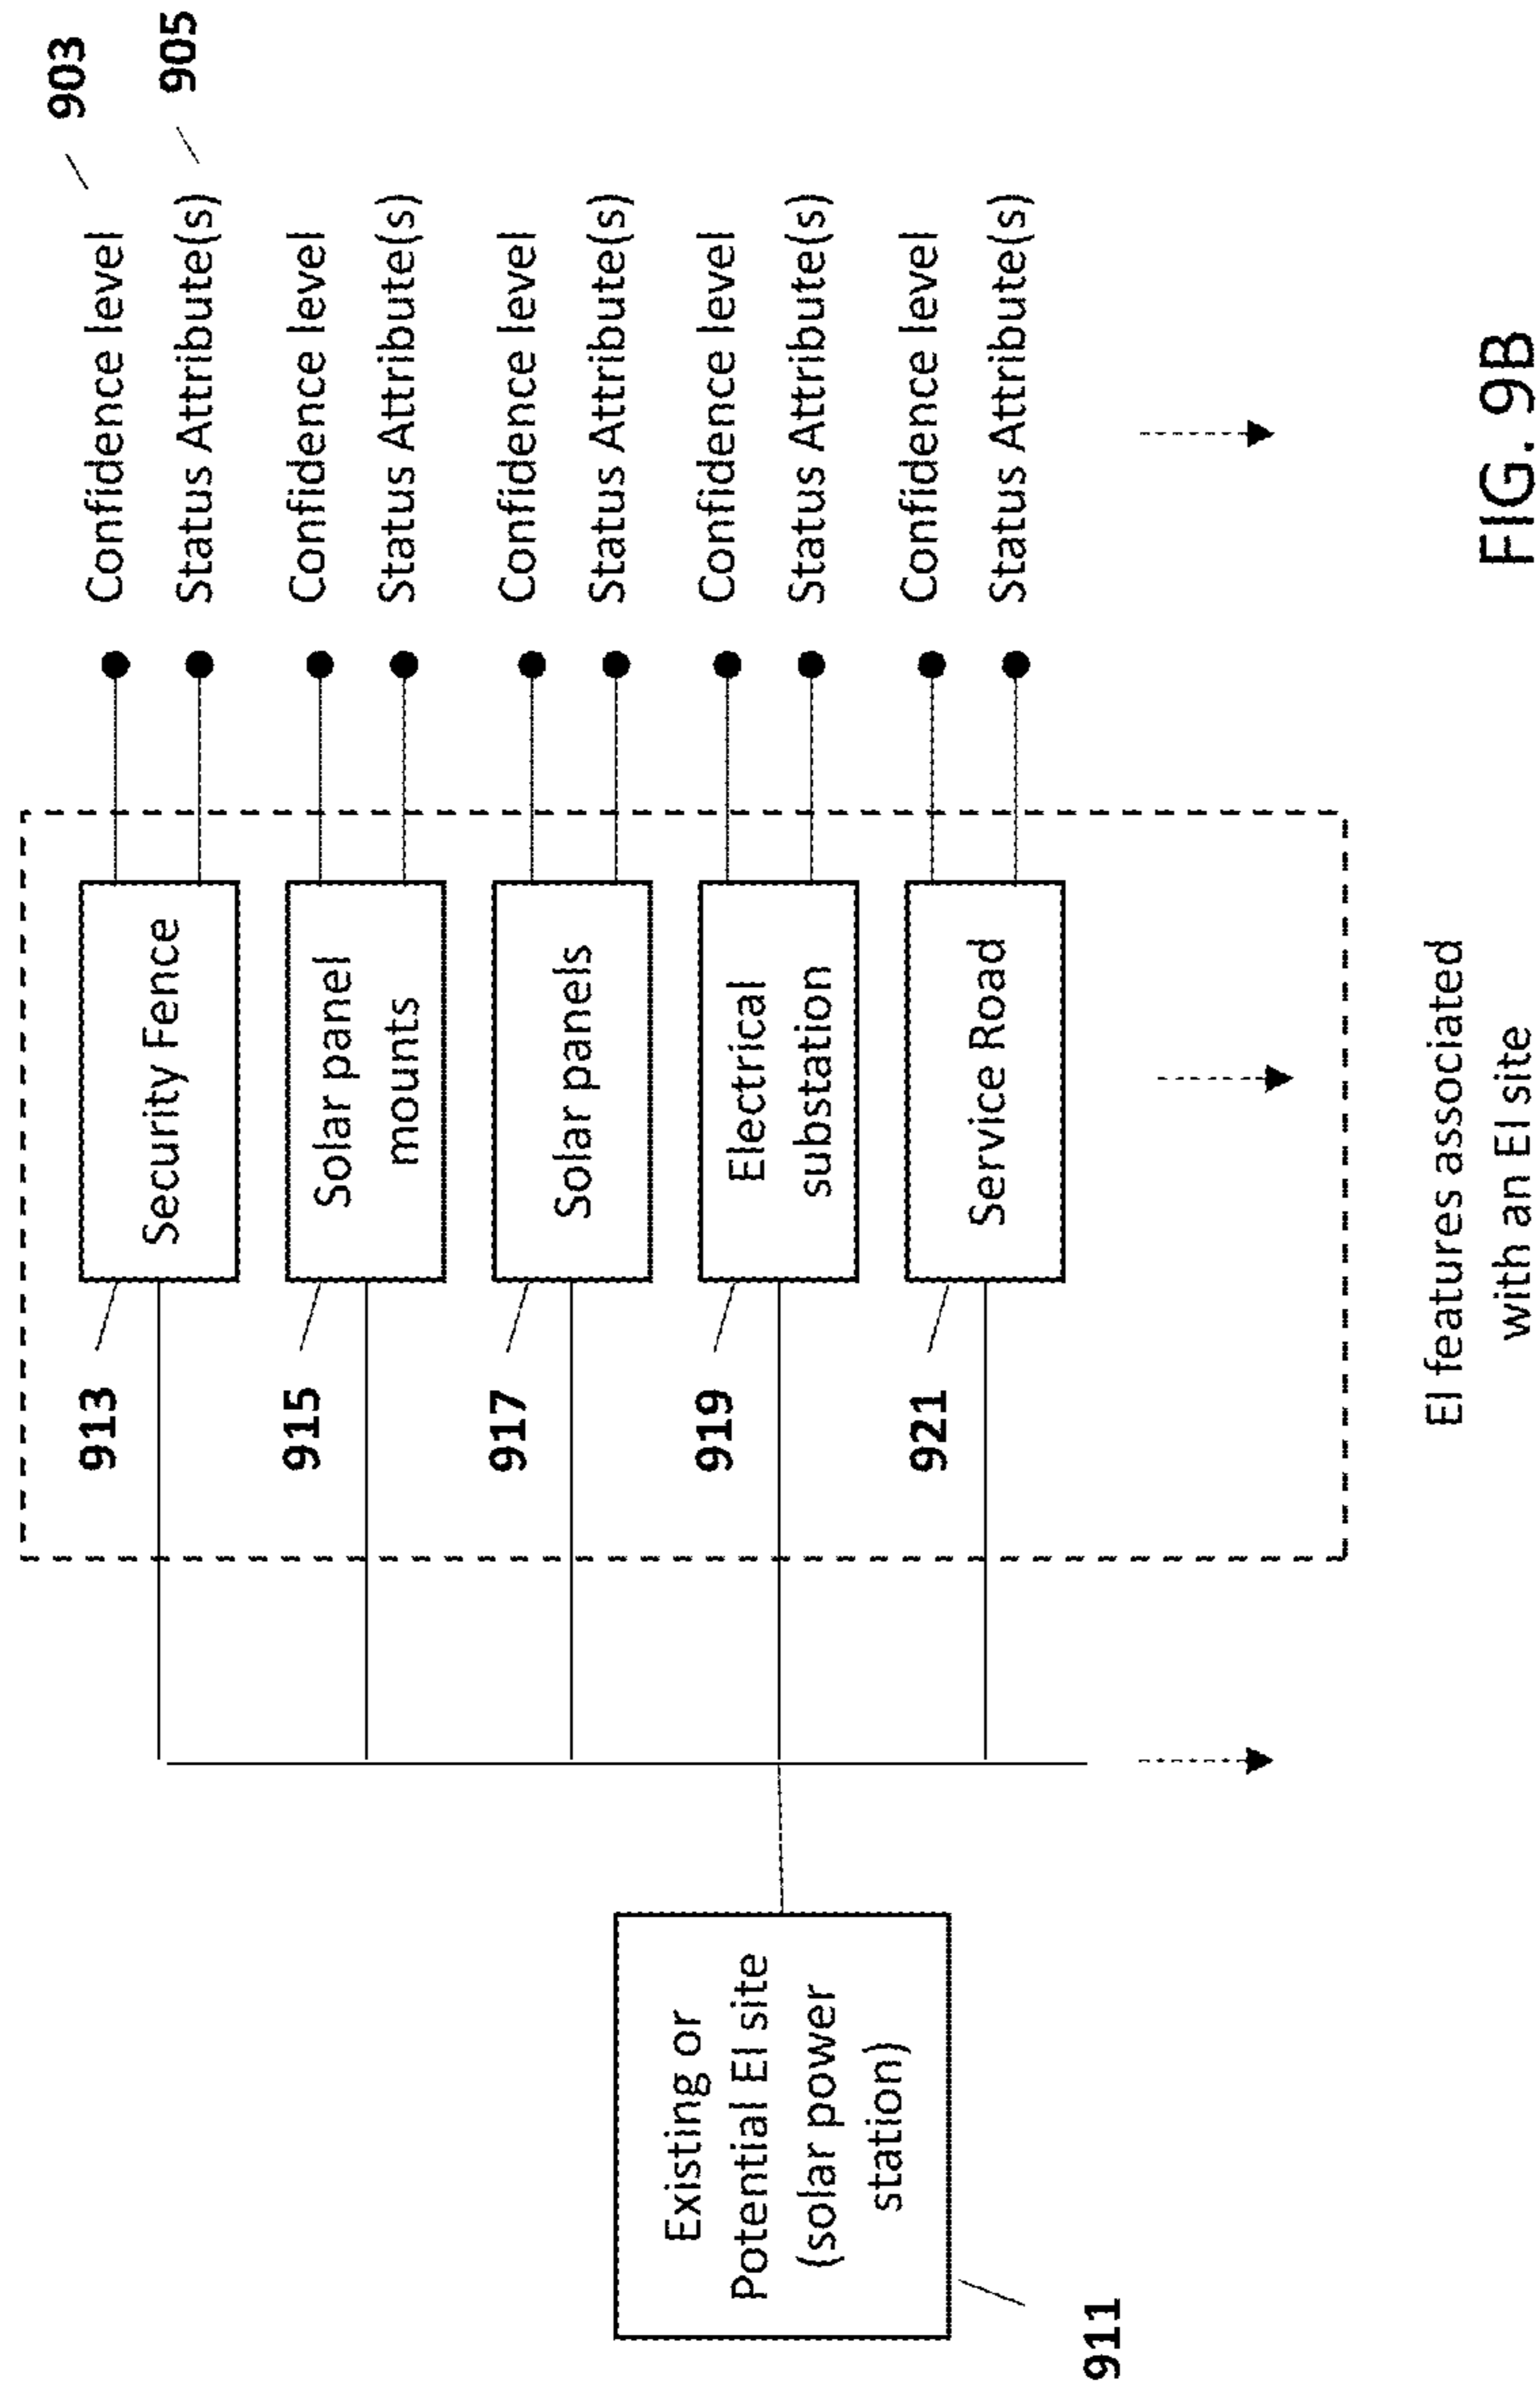 903
Confidence level
905
Status Attribute(s)
913
Security Fence
Confidence level
Status Attribute(s)
915
Solar panel
mounts
Confidence level
Status Attribute(s)
917
Solar panels
Existing or
Potential EI site
(solar power
station)
911
Confidence level
Status Attribute(s)
919
Electrical
substation
Confidence level
Status Attribute(s)
921
Service Road
EI features associated
with an EI site
FIG. 9B